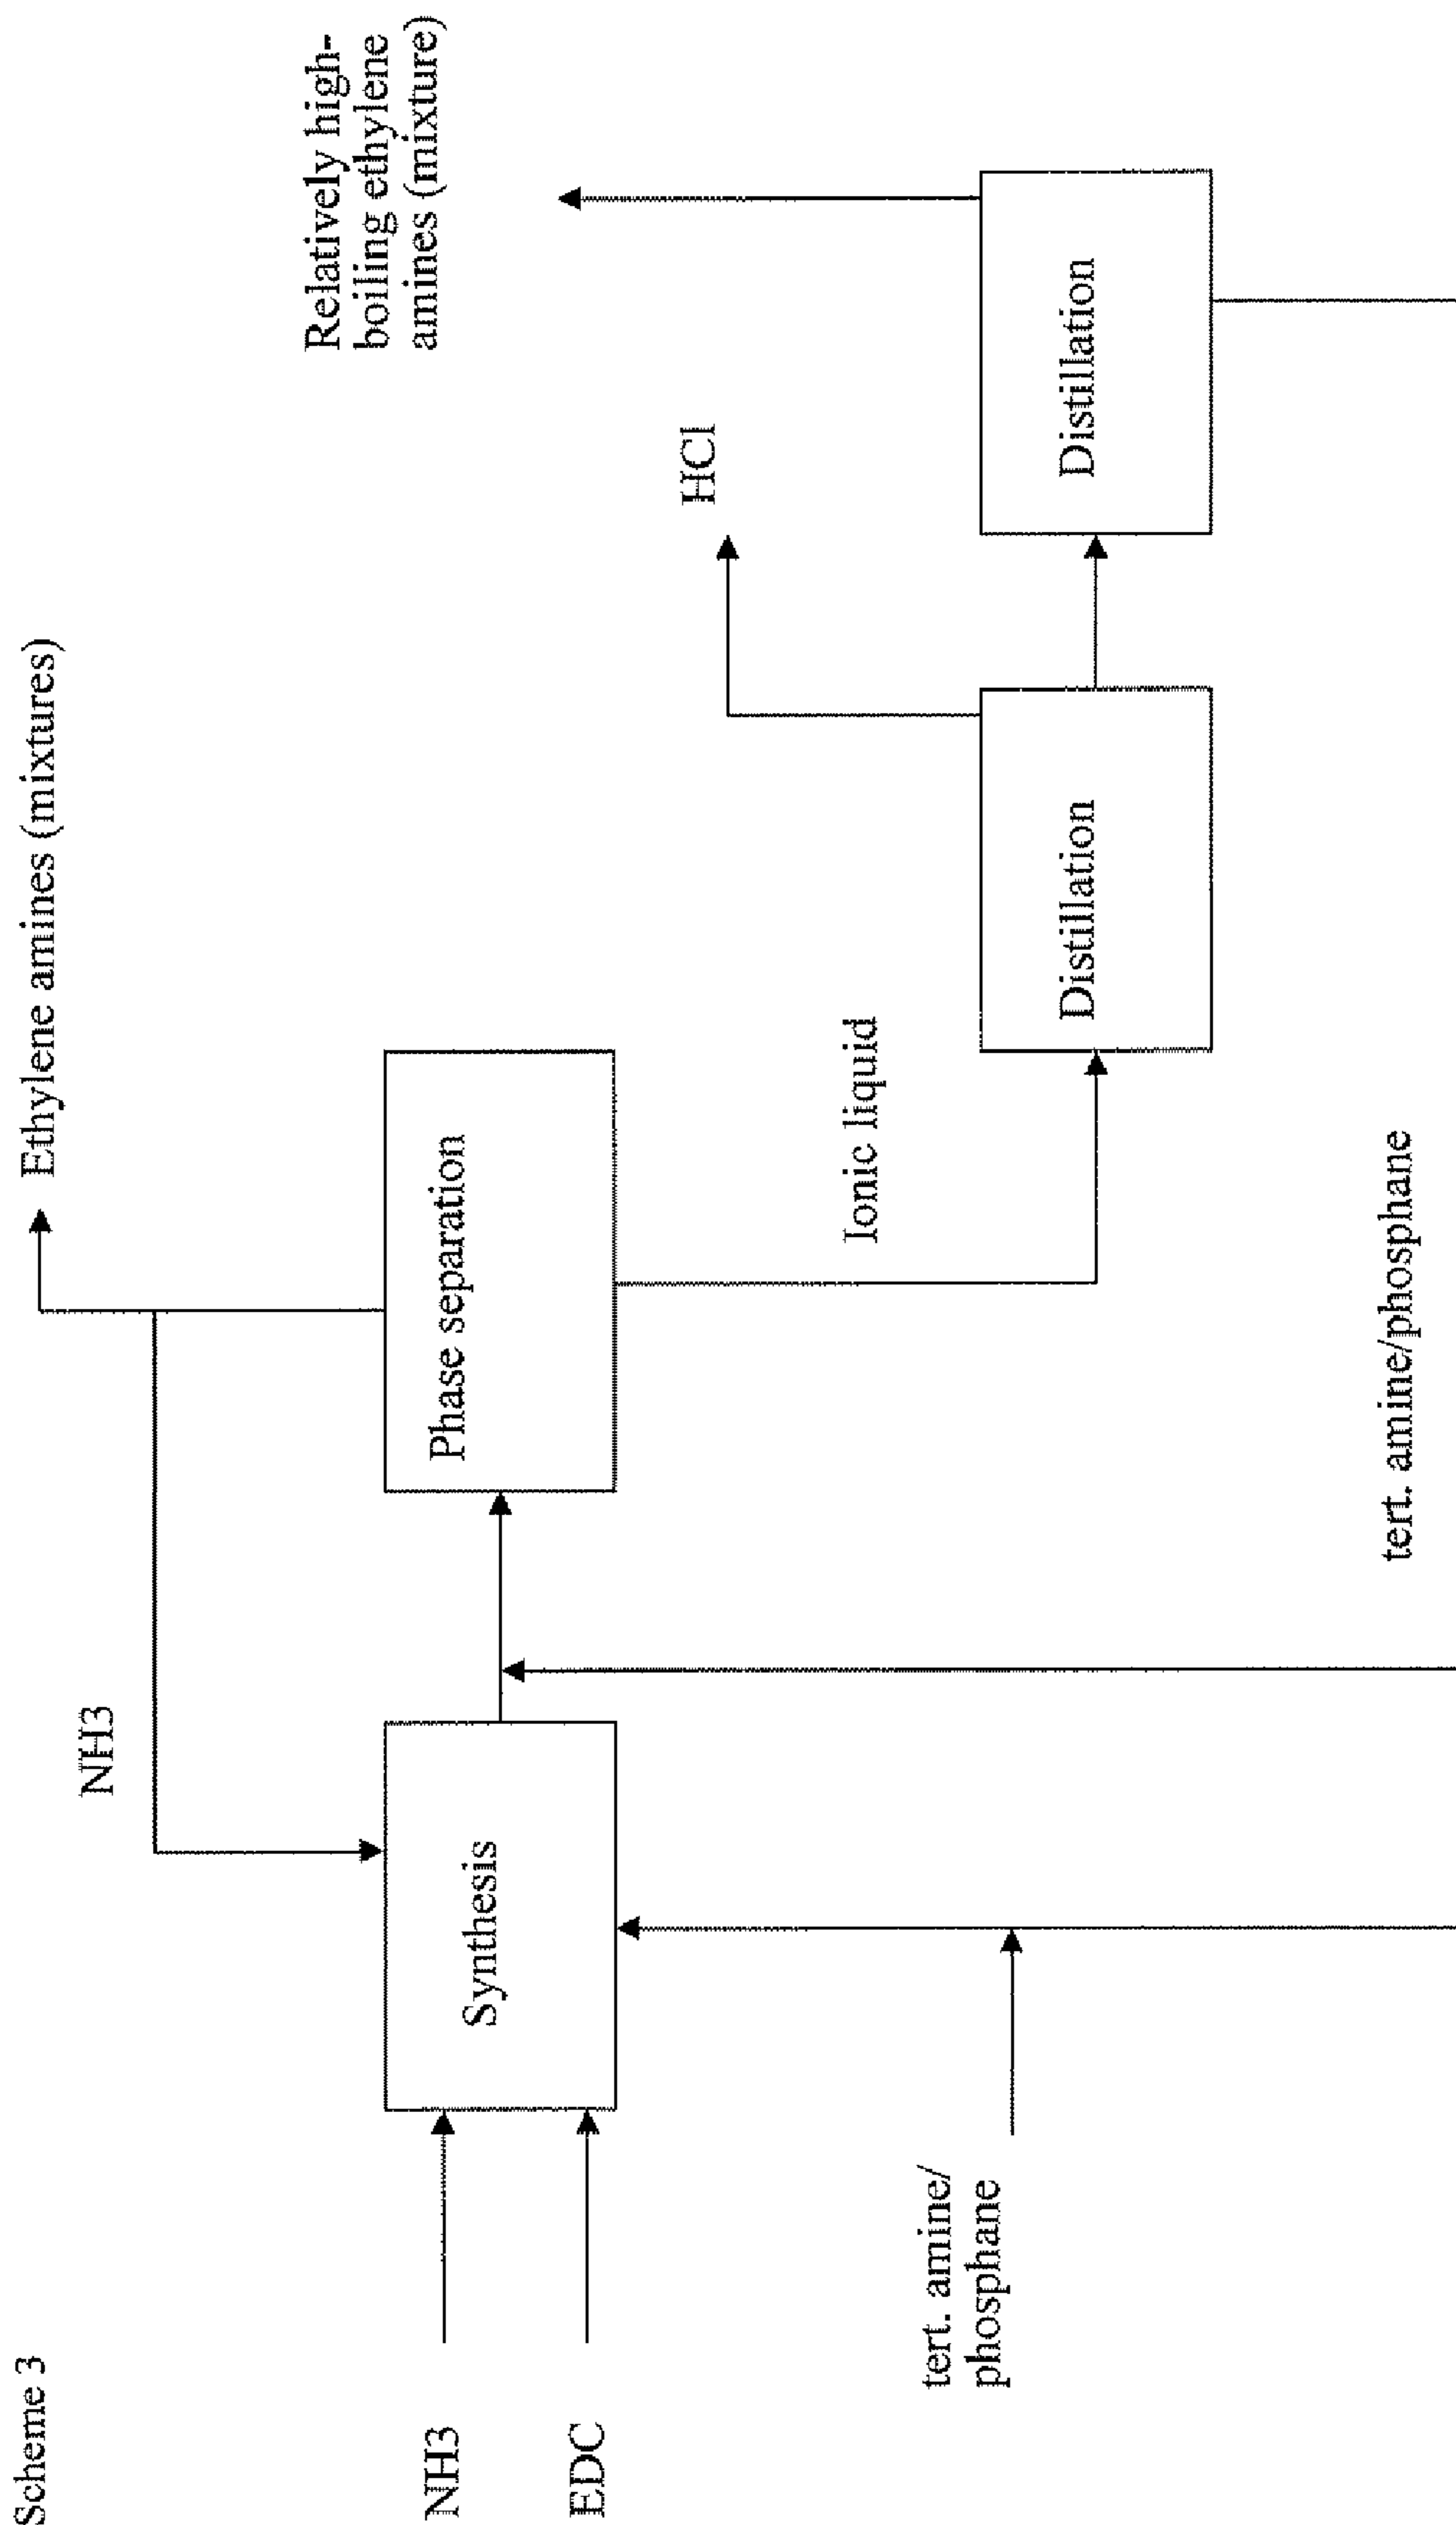 Scheme 3
NH3
Ethylene amines (mixtures)
Relatively high-
boiling ethylene
amines (mixture)
NH3
EDC
Synthesis
Phase separation
HCl
Ionic liquid
tert. amine/
phosphane
Distillation
Distillation
tert. amine/phosphane